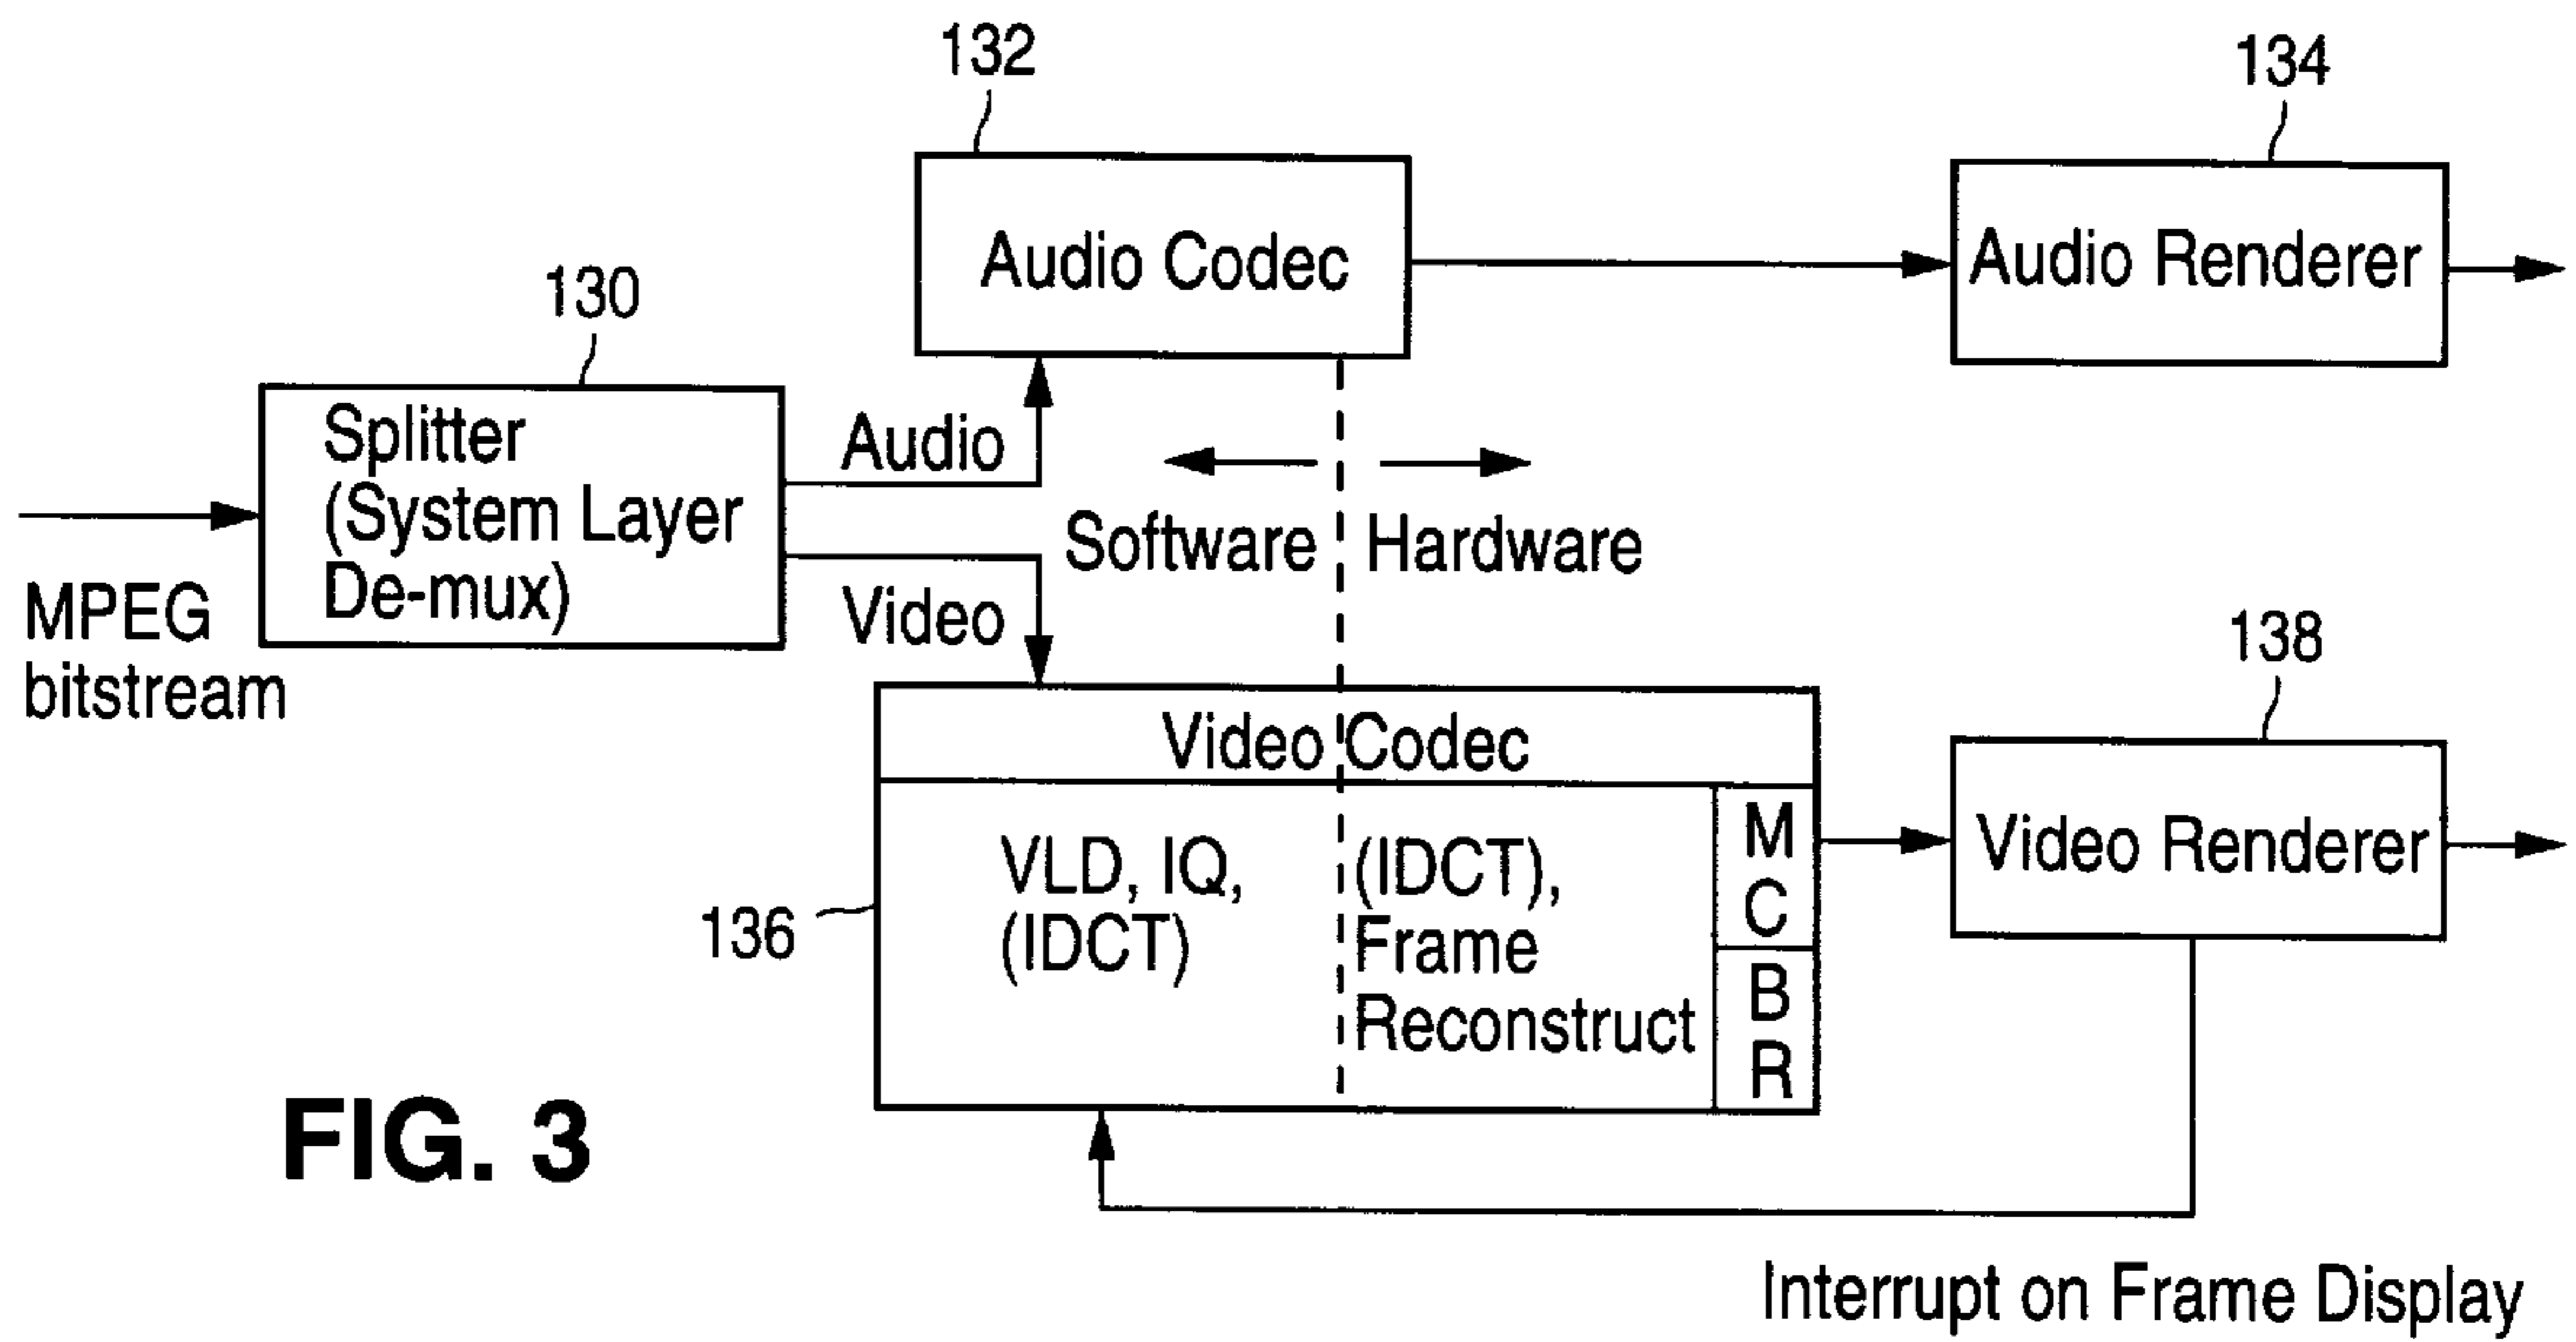 132
134
Audio Codec
Audio Renderer
130
Splitter
(System Layer
De-mux)
Audio
Video
MPEG
bitstream
Software
Hardware
138
Video Codec
VLD, IQ,
(IDCT)
(IDCT),
Frame
Reconstruct
M
C
B
R
Video Renderer
136
FIG. 3
Interrupt on Frame Display